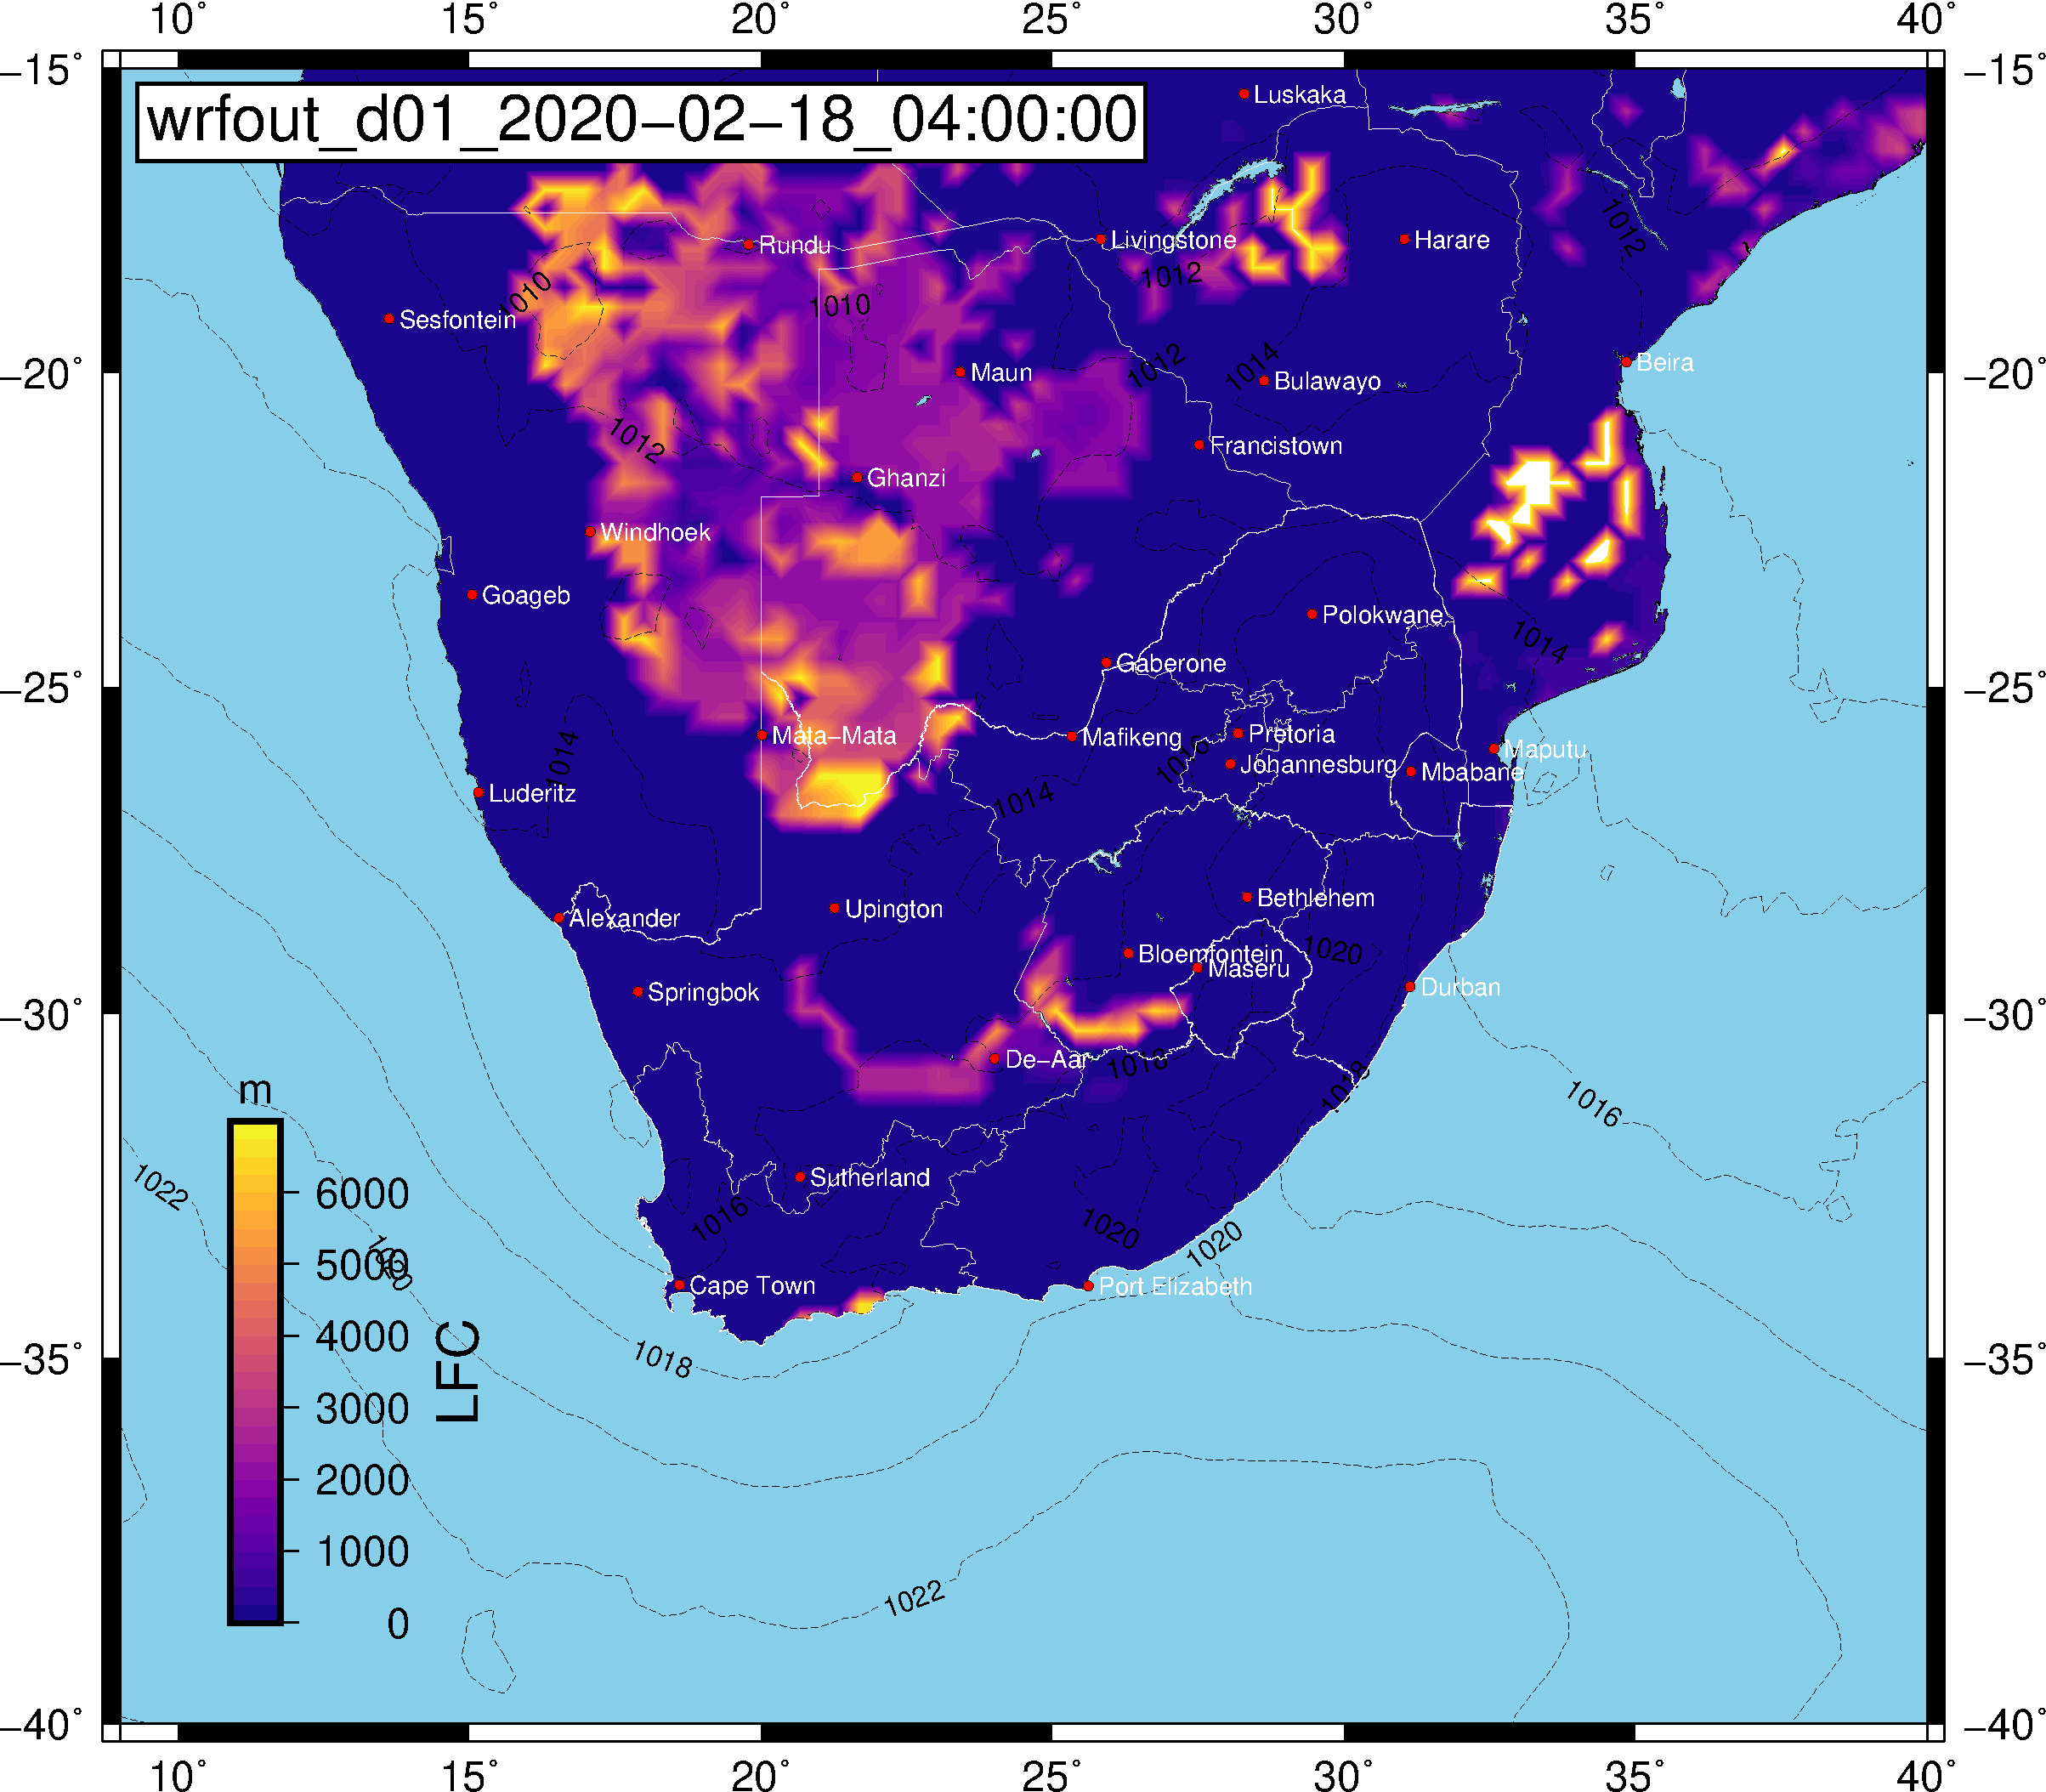 10° 15° 20° 25° 30° 35° 40°
−15° −15°
wrfout_d01_2020−02−18_04:00:00
Luskaka
Rundu
Livingstone
Harare
1012
1012
1010
1010
Sesfontein
Beira
−20° −20°
Maun
1012
1014
Bulawayo
1012
Francistown
Ghanzi
Windhoek
Goageb
Polokwane
1014
Gaberone
−25° −25°
Mata−Mata
Mafikeng
Pretoria
1016
Johannesburg
Mbabane
Maputu
1014
Luderitz
1014
Bethlehem
Upington
Alexander
Bloemfontein
Maseru
1020
Springbok
Durban
−30° −30°
De−Aar
1018
1018
1016
m
Sutherland
1022
1016
1020
1020
1020
Cape Town
Port Elizabeth
6000
5000
4000
3000
2000
1000
0
LFC
1018
−35° −35°
1022
−40° −40°
10° 15° 20° 25° 30° 35° 40°